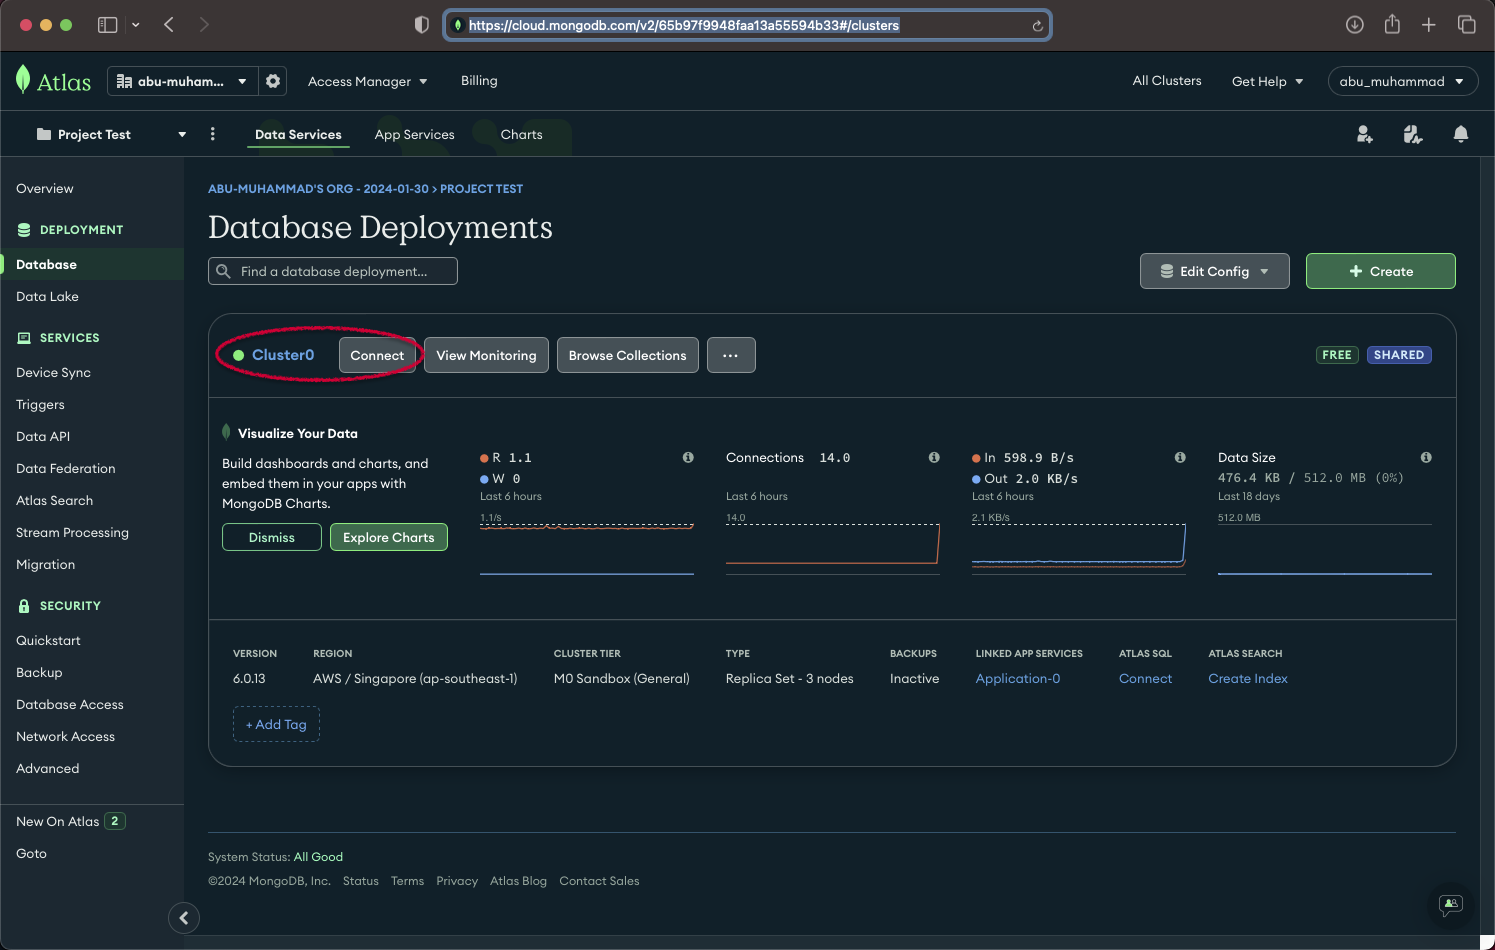 https://cloud.mongodb.com/v2/65b97f9948faa13a55594b33#/clusters
Atlas
abu-muham...
Access Manager
Billing
All Clusters
Get Help
abu_muhammad
Project Test
Data Services
App Services
Charts
Overview
DEPLOYMENT
Database
Data Lake
SERVICES
Device Sync
Triggers
Data API
Data Federation
Atlas Search
Stream Processing
Migration
SECURITY
Quickstart
Backup
Database Access
Network Access
Advanced
New On Atlas 2
Goto
ABU-MUHAMMAD'S ORG - 2024-01-30 > PROJECT TEST
Database Deployments
Find a database deployment...
Edit Config
+ Create
Cluster0
Connect
View Monitoring
Browse Collections
...
FREE
SHARED
Visualize Your Data
Build dashboards and charts, and
embed them in your apps with
MongoDB Charts.
Dismiss
Explore Charts
R 1.1
W 0
Last 6 hours
1.1/s
Connections 14.0
Last 6 hours
14.0
In 598.9 B/s
Out 2.0 KB/s
Last 6 hours
2.1 KB/s
Data Size
476.4 KB / 512.0 MB (0%)
Last 18 days
512.0 MB
VERSION
6.0.13
REGION
AWS / Singapore (ap-southeast-1)
CLUSTER TIER
M0 Sandbox (General)
TYPE
Replica Set - 3 nodes
BACKUPS
Inactive
LINKED APP SERVICES
Application-0
ATLAS SQL
Connect
ATLAS SEARCH
Create Index
+ Add Tag
System Status: All Good
©2024 MongoDB, Inc. Status Terms Privacy Atlas Blog Contact Sales